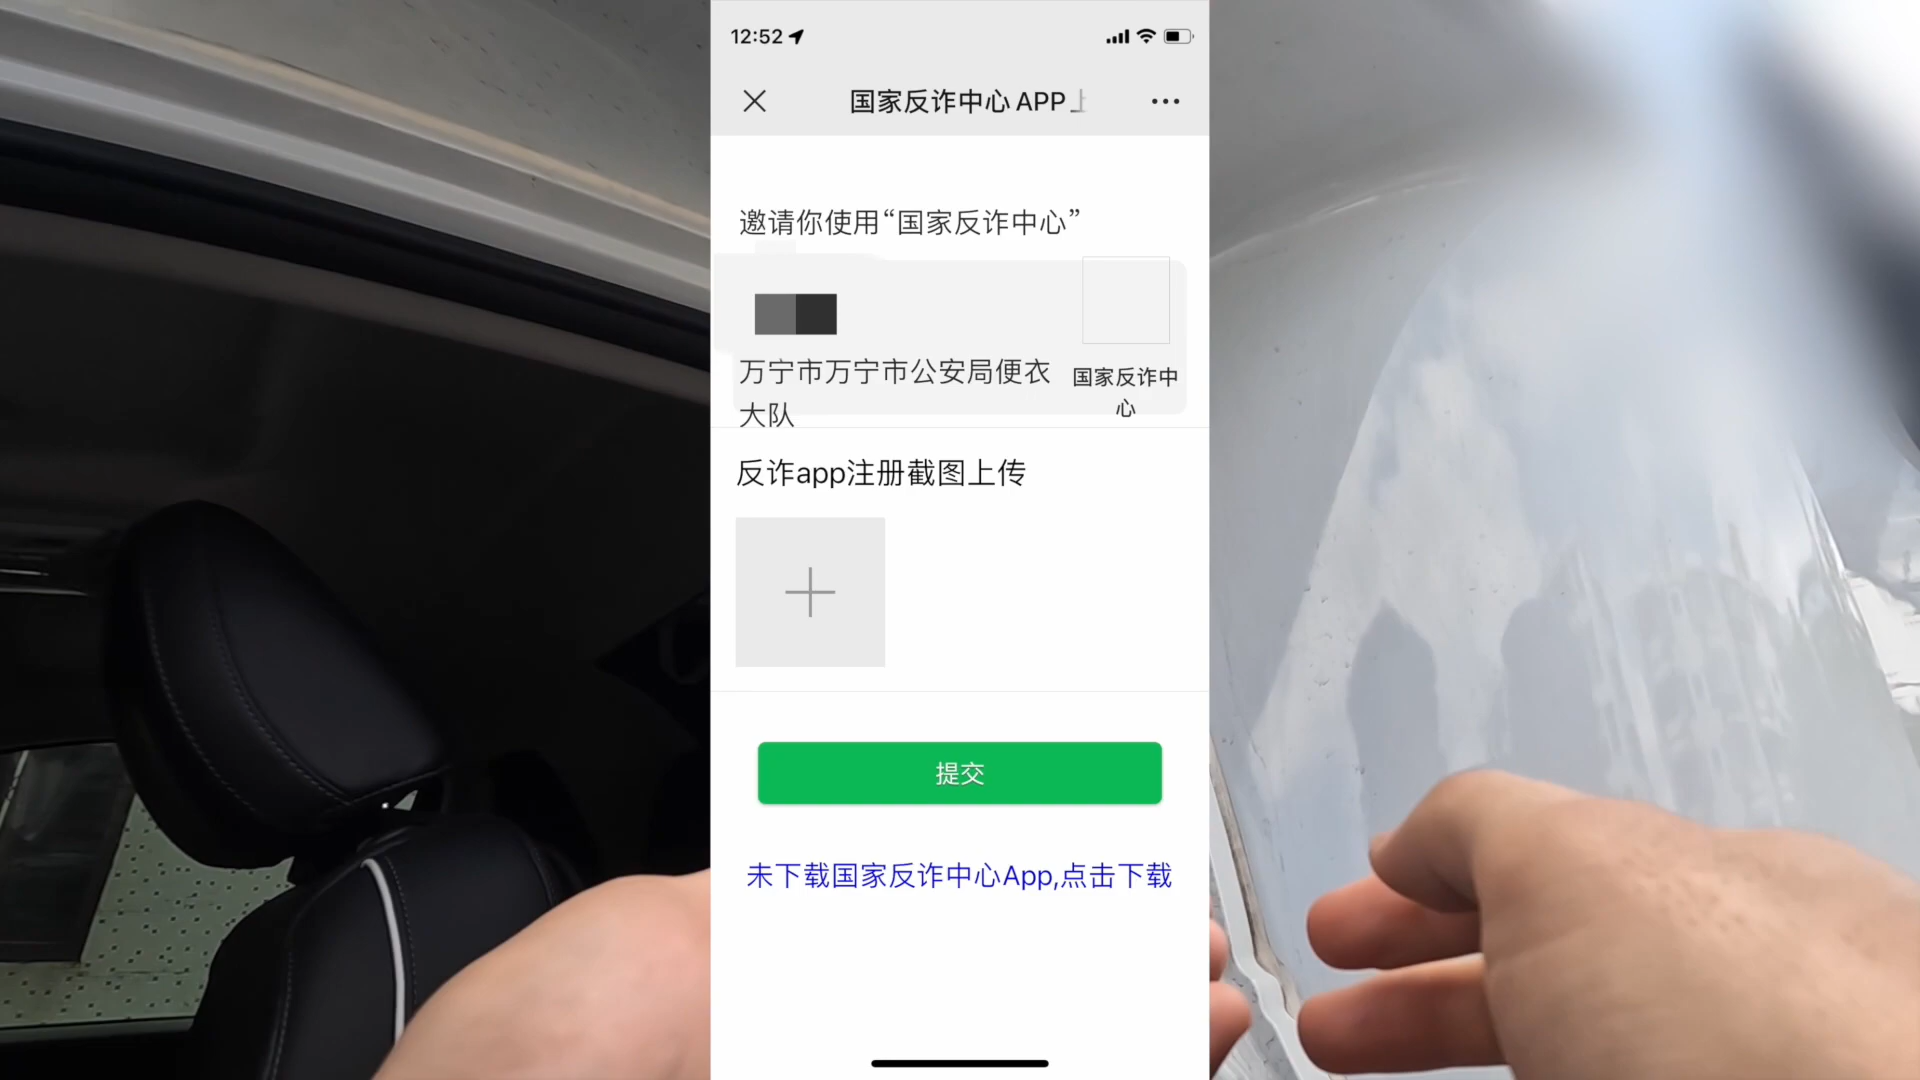 12:52
国家反诈中心 APP上
邀请你使用“国家反诈中心”
万宁市万宁市公安局便衣
大队
国家反诈中
心
反诈app注册截图上传
提交
未下载国家反诈中心App,点击下载